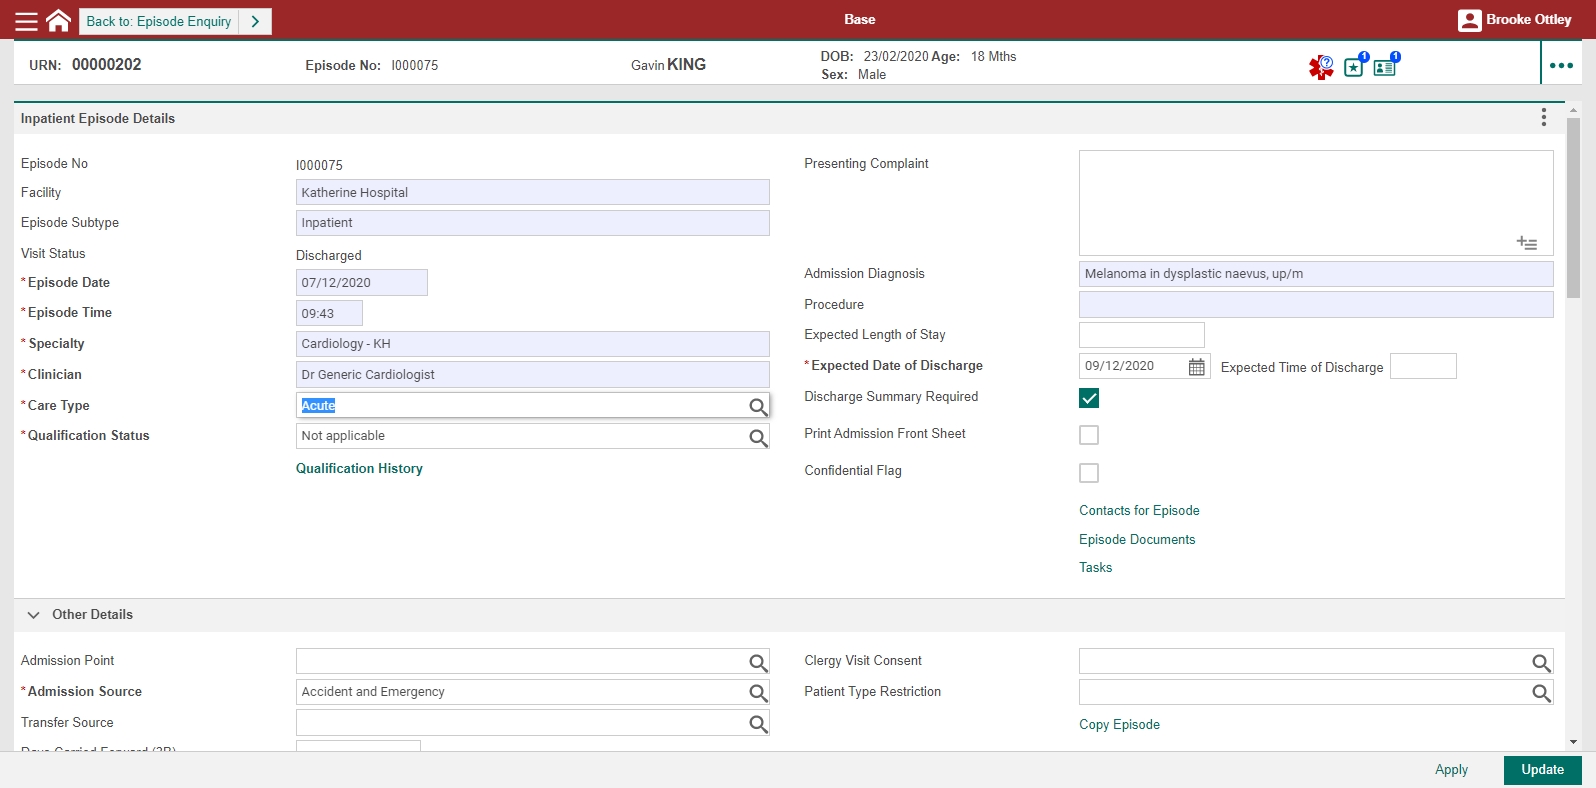 Back to: Episode Enquiry
Base
Brooke Ottley
URN: 00000202
Episode No: I000075
Gavin KING
DOB: 23/02/2020 Age: 18 Mths
Sex: Male
?
1
1
Inpatient Episode Details
Episode No I000075
Facility Katherine Hospital
Episode Subtype Inpatient
Visit Status Discharged
*Episode Date 07/12/2020
*Episode Time 09:43
*Specialty Cardiology - KH
*Clinician Dr Generic Cardiologist
*Care Type Acute
*Qualification Status Not applicable
Qualification History
Presenting Complaint
Admission Diagnosis Melanoma in dysplastic naevus, up/m
Procedure
Expected Length of Stay
*Expected Date of Discharge 09/12/2020 Expected Time of Discharge
Discharge Summary Required
Print Admission Front Sheet
Confidential Flag
Contacts for Episode
Episode Documents
Tasks
Other Details
Admission Point
*Admission Source Accident and Emergency
Transfer Source
Clergy Visit Consent
Patient Type Restriction
Copy Episode
Apply
Update